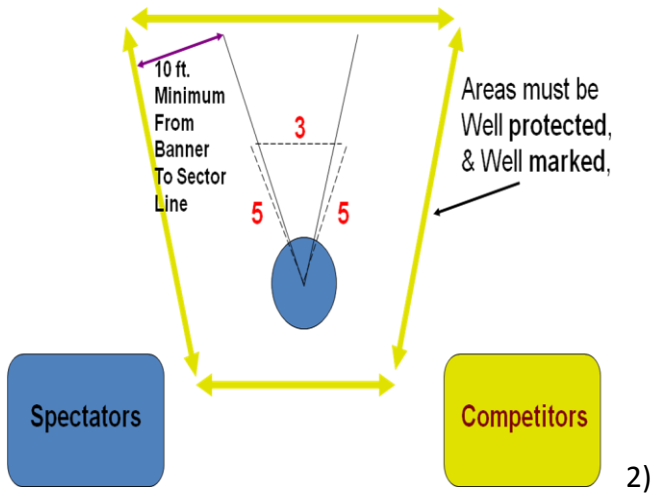 10 ft.
Minimum
From
Banner
To Sector
Line
3
5
5
Areas must be
Well protected,
& Well marked,
Spectators
Competitors
2)